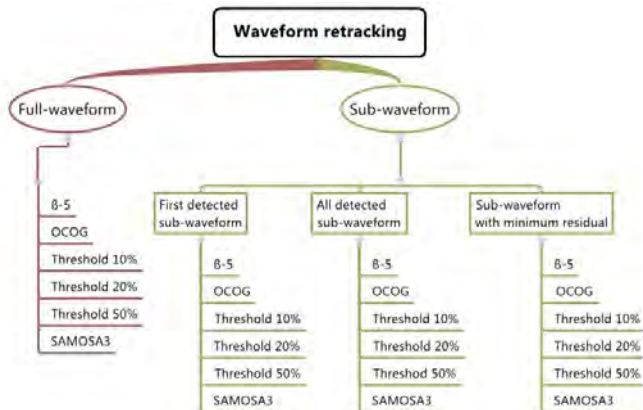 Waveform retracking
Full-waveform
Sub-waveform
ß-5
OCOG
Threshold 10%
Threshold 20%
Threshold 50%
SAMOSA3
First detected
sub-waveform
ß-5
OCOG
Threshold 10%
Threshold 20%
Threshold 50%
SAMOSA3
All detected
sub-waveform
ß-5
OCOG
Threshold 10%
Threshold 20%
Threshod 50%
SAMOSA3
Sub-waveform
with minimum residual
ß-5
OCOG
Threshold 10%
Threshold 20%
Threshold 50%
SAMOSA3